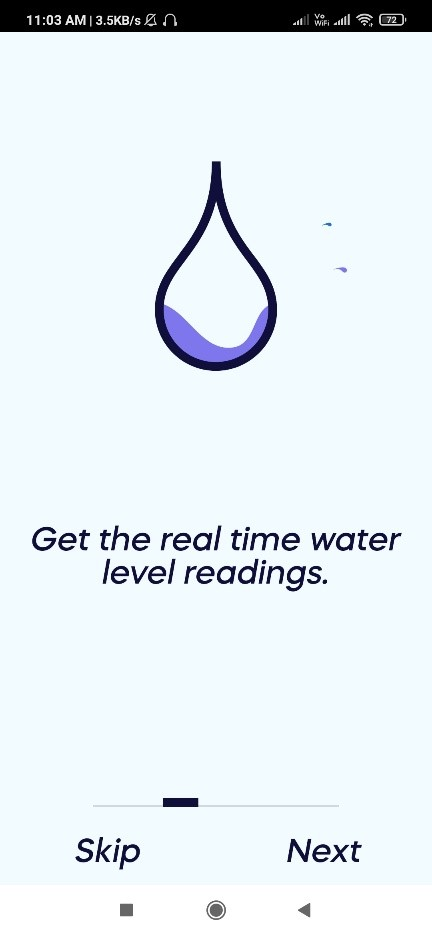 11:03 AM | 3.5KB/s Vo WiFi 72
Get the real time water
level readings.
Skip Next